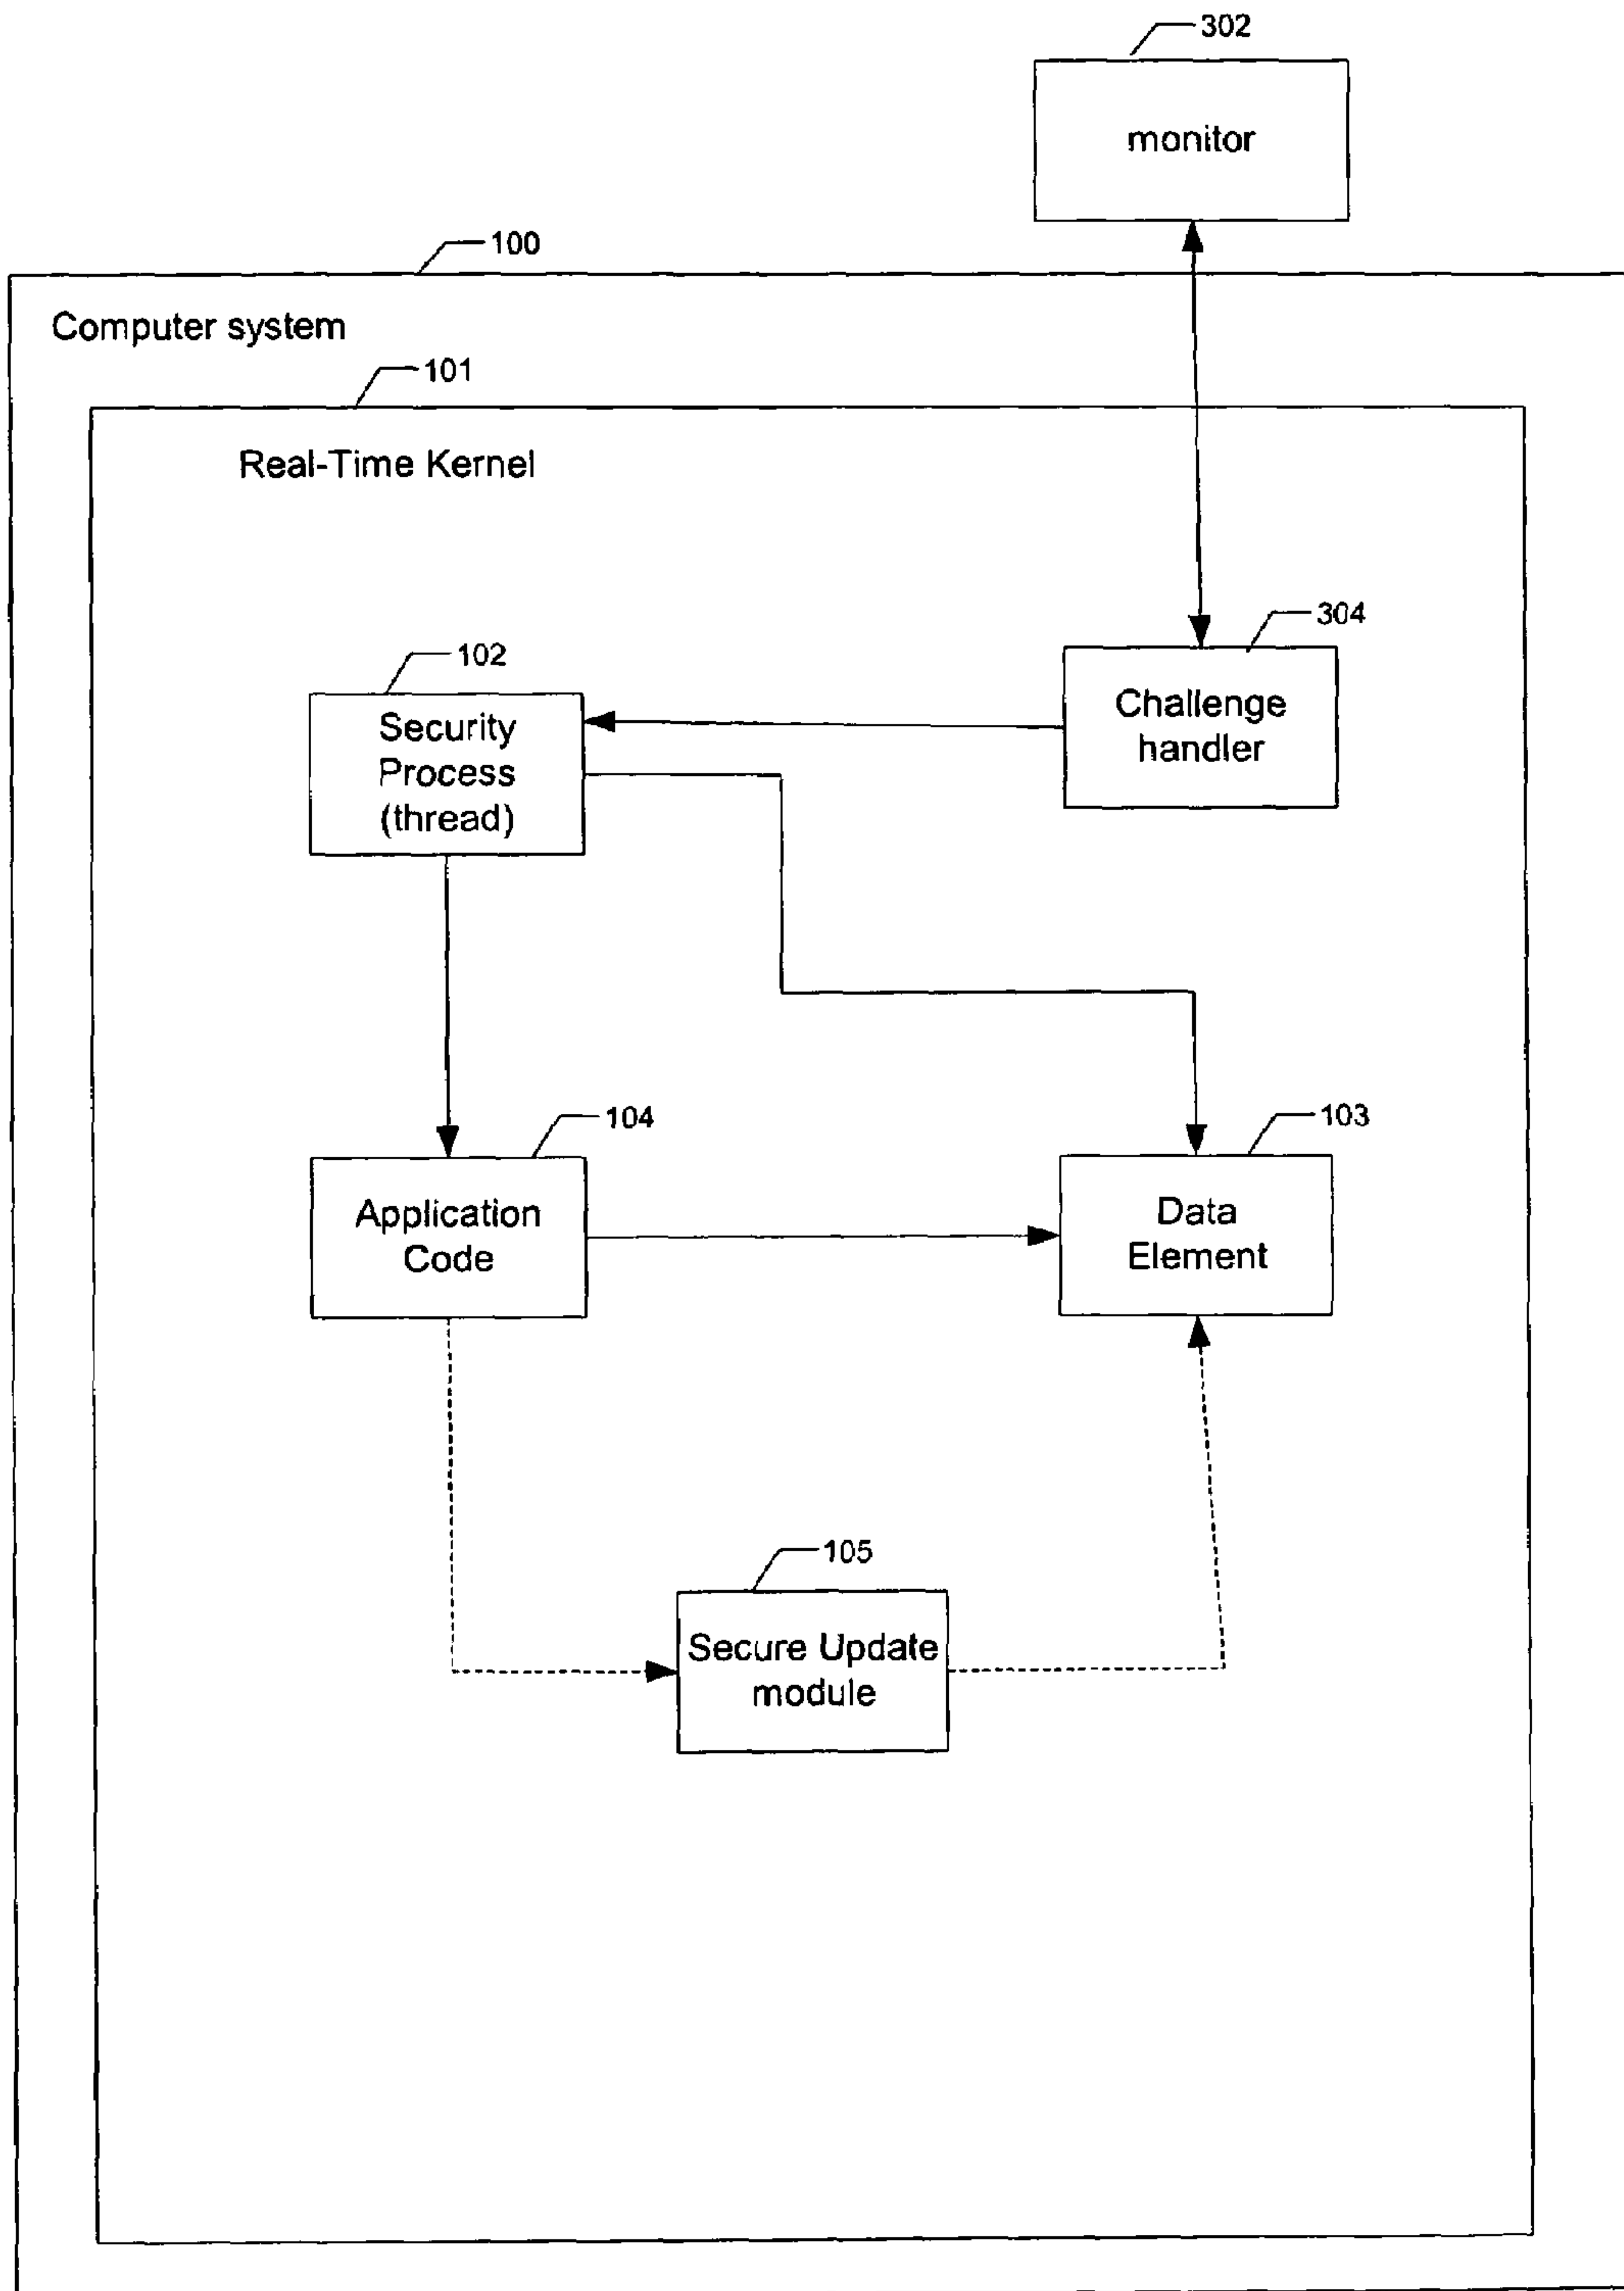 302
monitor
100
Computer system
101
Real-Time Kernel
304
102
Challenge
handler
Security
Process
(thread)
104
103
Application
Code
Data
Element
105
Secure Update
module